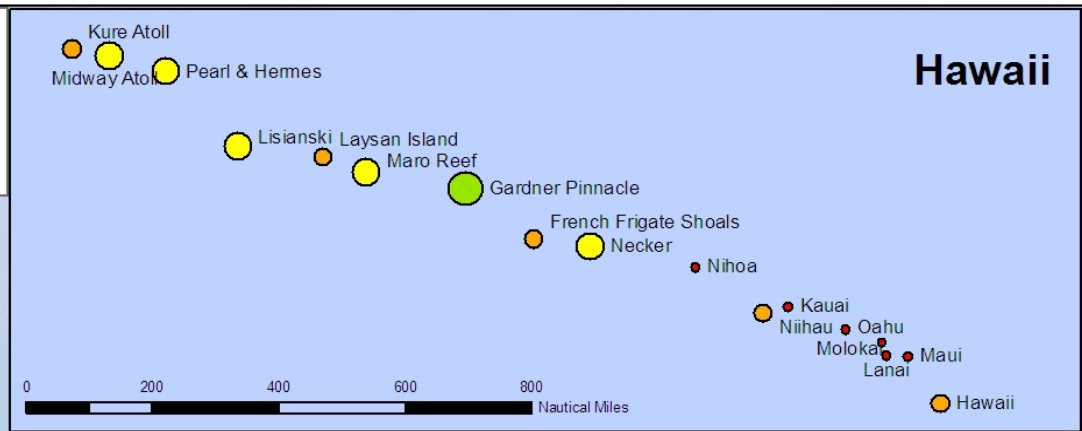 Kure Atoll
Hawaii
Midway Atoll
Pearl & Hermes
Lisianski
Laysan Island
Maro Reef
Gardner Pinnacle
French Frigate Shoals
Necker
Nihoa
Kauai
Niihau
Oahu
Molokai
Maui
Lanai
0 200 400 600 800
Nautical Miles
Hawaii